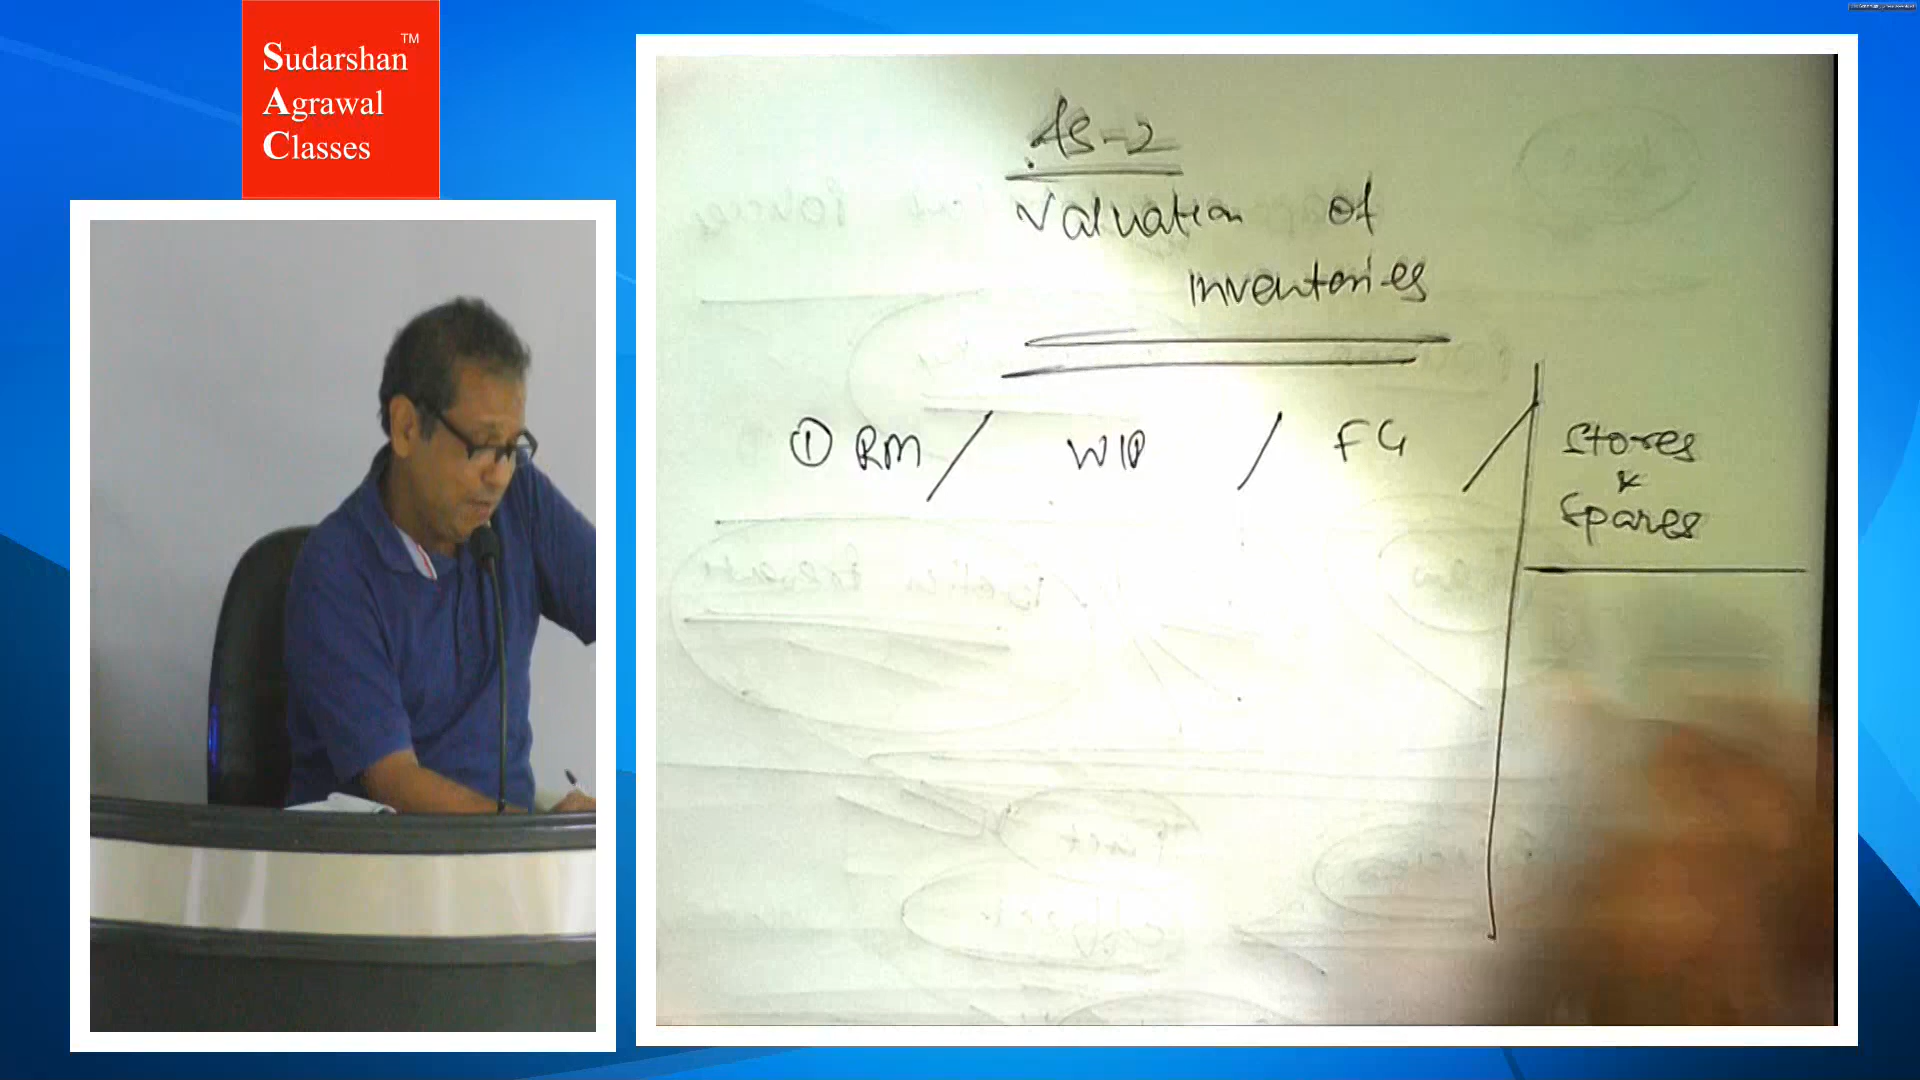 Sudarshan™
Agrawal
Classes
AS-2
Valuation of
Inventories
① RM / WIP / FG / Stores
&
Spares